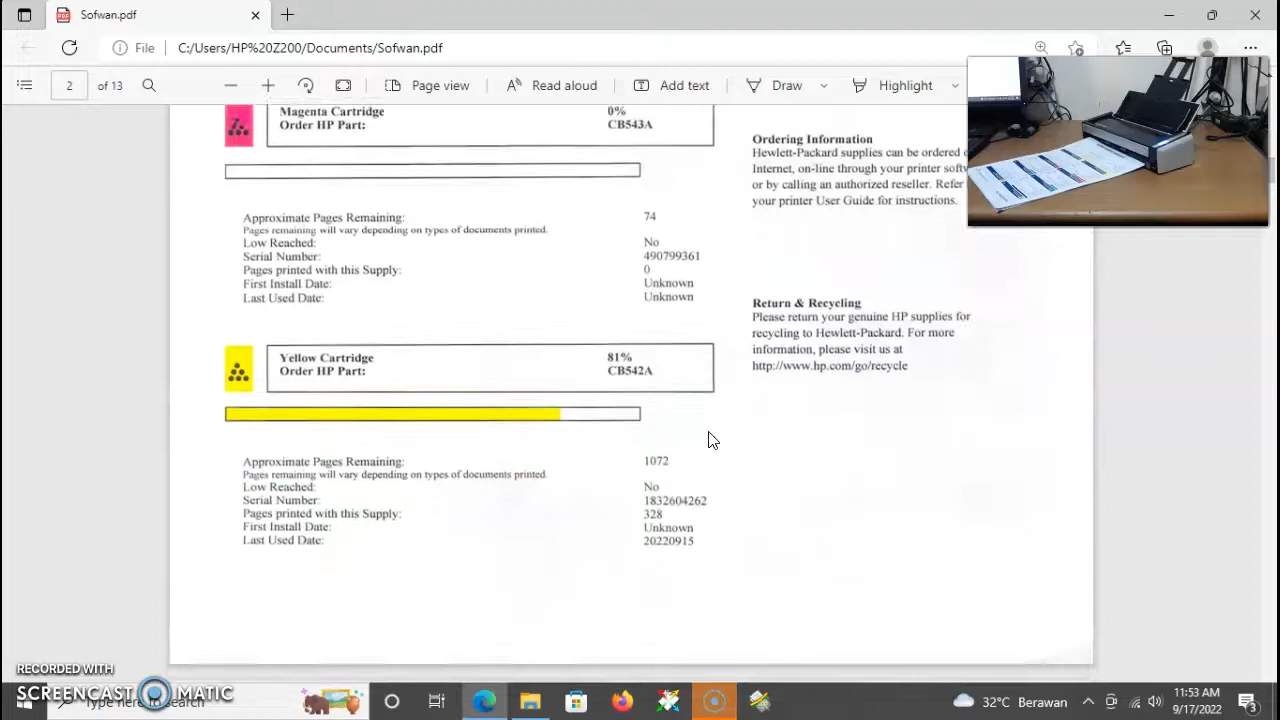 Sofwan.pdf
File C:/Users/HP%20Z200/Documents/Sofwan.pdf
2 of 13 Page view Read aloud Add text Draw Highlight
Magenta Cartridge 0%
Order HP Part: CB543A
Approximate Pages Remaining: 74
Pages remaining will vary depending on types of documents printed.
Low Reached: No
Serial Number: 490799361
Pages printed with this Supply: 0
First Install Date: Unknown
Last Used Date: Unknown
Yellow Cartridge 81%
Order HP Part: CB542A
Approximate Pages Remaining: 1072
Pages remaining will vary depending on types of documents printed.
Low Reached: No
Serial Number: 1832604262
Pages printed with this Supply: 328
First Install Date: Unknown
Last Used Date: 20220915
Ordering Information
Hewlett-Packard supplies can be ordered
Internet, on-line through your printer
or by calling an authorized reseller. Refer
your printer User Guide for instructions.
Return & Recycling
Please return your genuine HP supplies for
recycling to Hewlett-Packard. For more
information, please visit us at
http://www.hp.com/go/recycle
RECORDED WITH
SCREENCAST MATIC
Type here to search
32°C Berawan
11:53 AM
9/17/2022
3